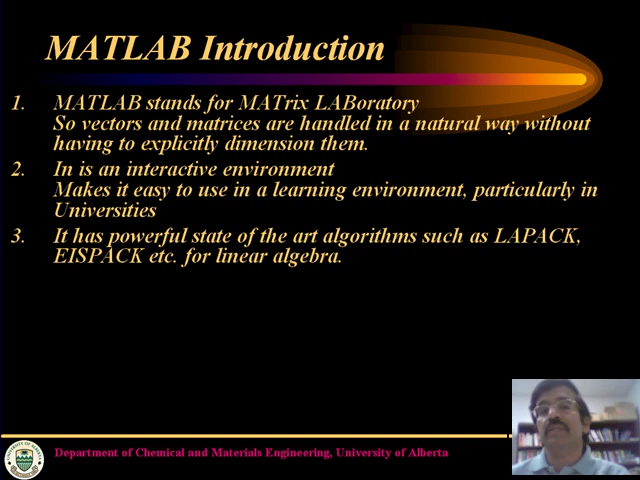 MATLAB Introduction
1. MATLAB stands for MATrix LABoratory
So vectors and matrices are handled in a natural way without
having to explicitly dimension them.
2. In is an interactive environment
Makes it easy to use in a learning environment, particularly in
Universities
3. It has powerful state of the art algorithms such as LAPACK,
EISPACK etc. for linear algebra.
Department of Chemical and Materials Engineering, University of Alberta